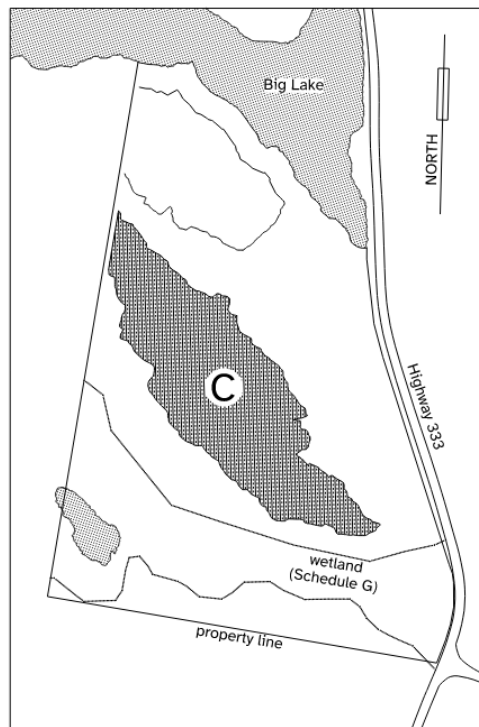 Big Lake
NORTH
C
Highway 333
wetland
(Schedule G)
property line